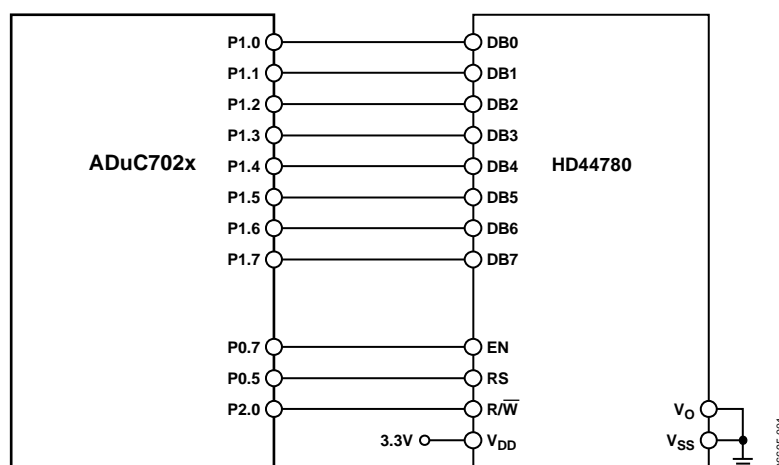 P1.0 DB0
P1.1 DB1
P1.2 DB2
P1.3 DB3
ADuC702x P1.4 DB4 HD44780
P1.5 DB5
P1.6 DB6
P1.7 DB7
P0.7 EN
P0.5 RS
P2.0 R/W̅ VO
3.3V VDD VSS